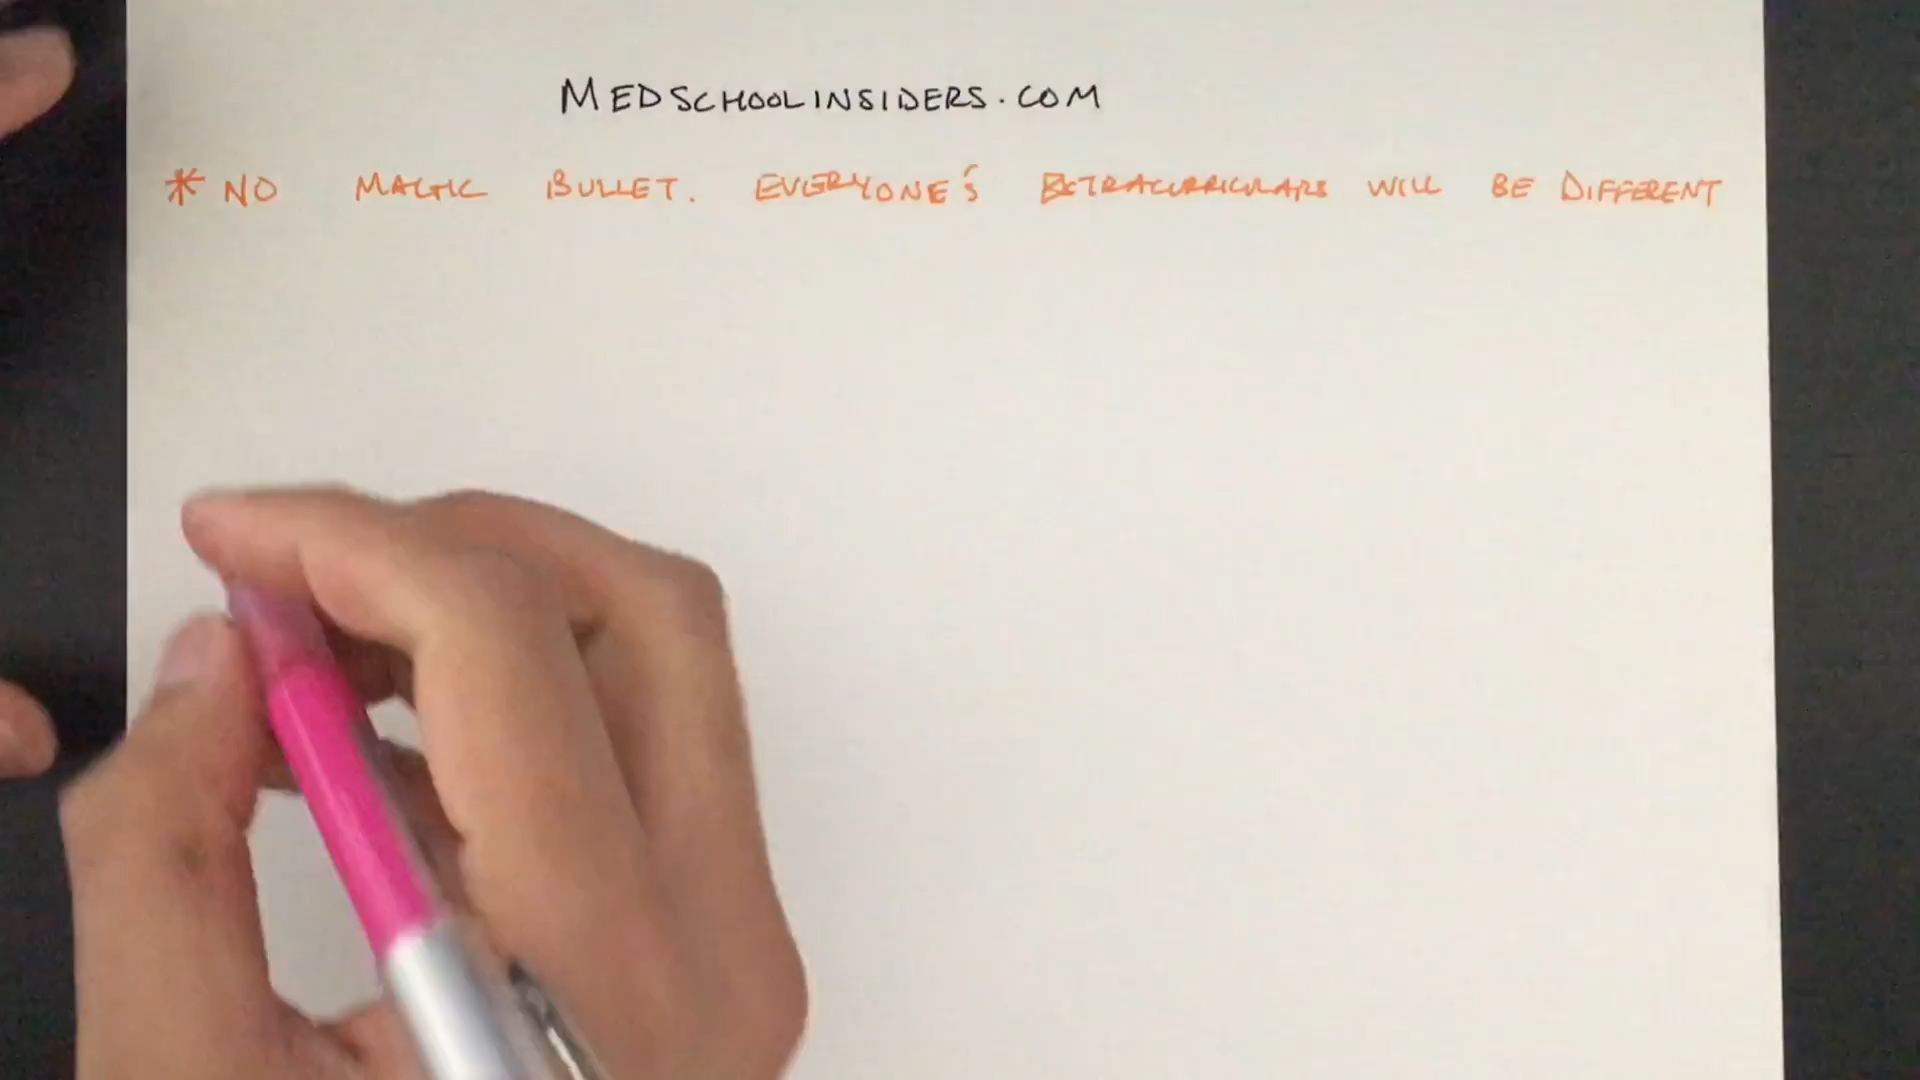 MEDSCHOOLINSIDERS.COM
* NO MAGIC BULLET. EVERYONE'S EXTRACURRICULARS WILL BE DIFFERENT